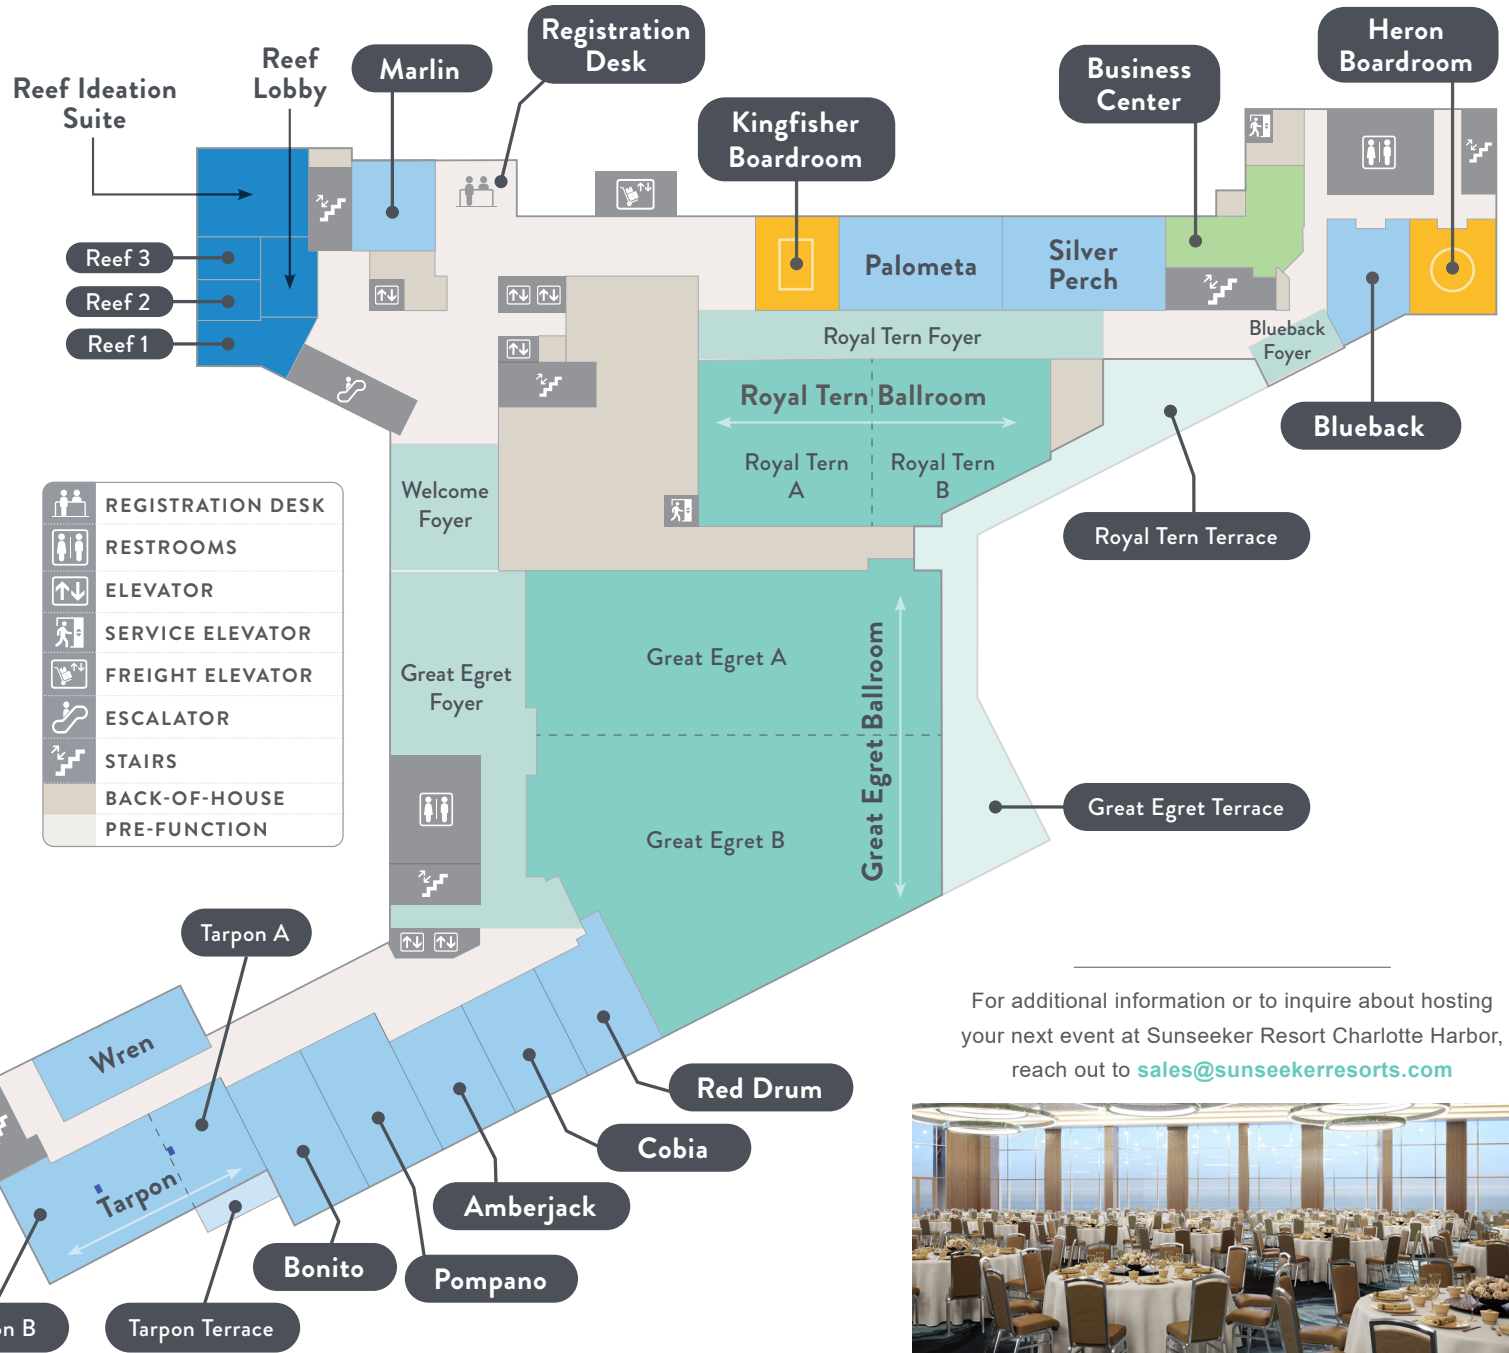 Registration
Desk
Heron
Boardroom
Reef
Lobby
Marlin
Reef Ideation
Suite
Business
Center
Kingfisher
Boardroom
Reef 3
Reef 2
Reef 1
Palometa
Silver
Perch
Royal Tern Foyer
Blueback
Foyer
Royal Tern Ballroom
Royal Tern
A
Royal Tern
B
Blueback
Welcome
Foyer
Royal Tern Terrace
REGISTRATION DESK
RESTROOMS
ELEVATOR
SERVICE ELEVATOR
FREIGHT ELEVATOR
ESCALATOR
STAIRS
BACK-OF-HOUSE
PRE-FUNCTION
Great Egret
Foyer
Great Egret A
Great Egret Ballroom
Great Egret B
Great Egret Terrace
Tarpon A
Wren
Tarpon
Red Drum
Cobia
Amberjack
Bonito
Pompano
on B
Tarpon Terrace
For additional information or to inquire about hosting
your next event at Sunseeker Resort Charlotte Harbor,
reach out to sales@sunseekerresorts.com